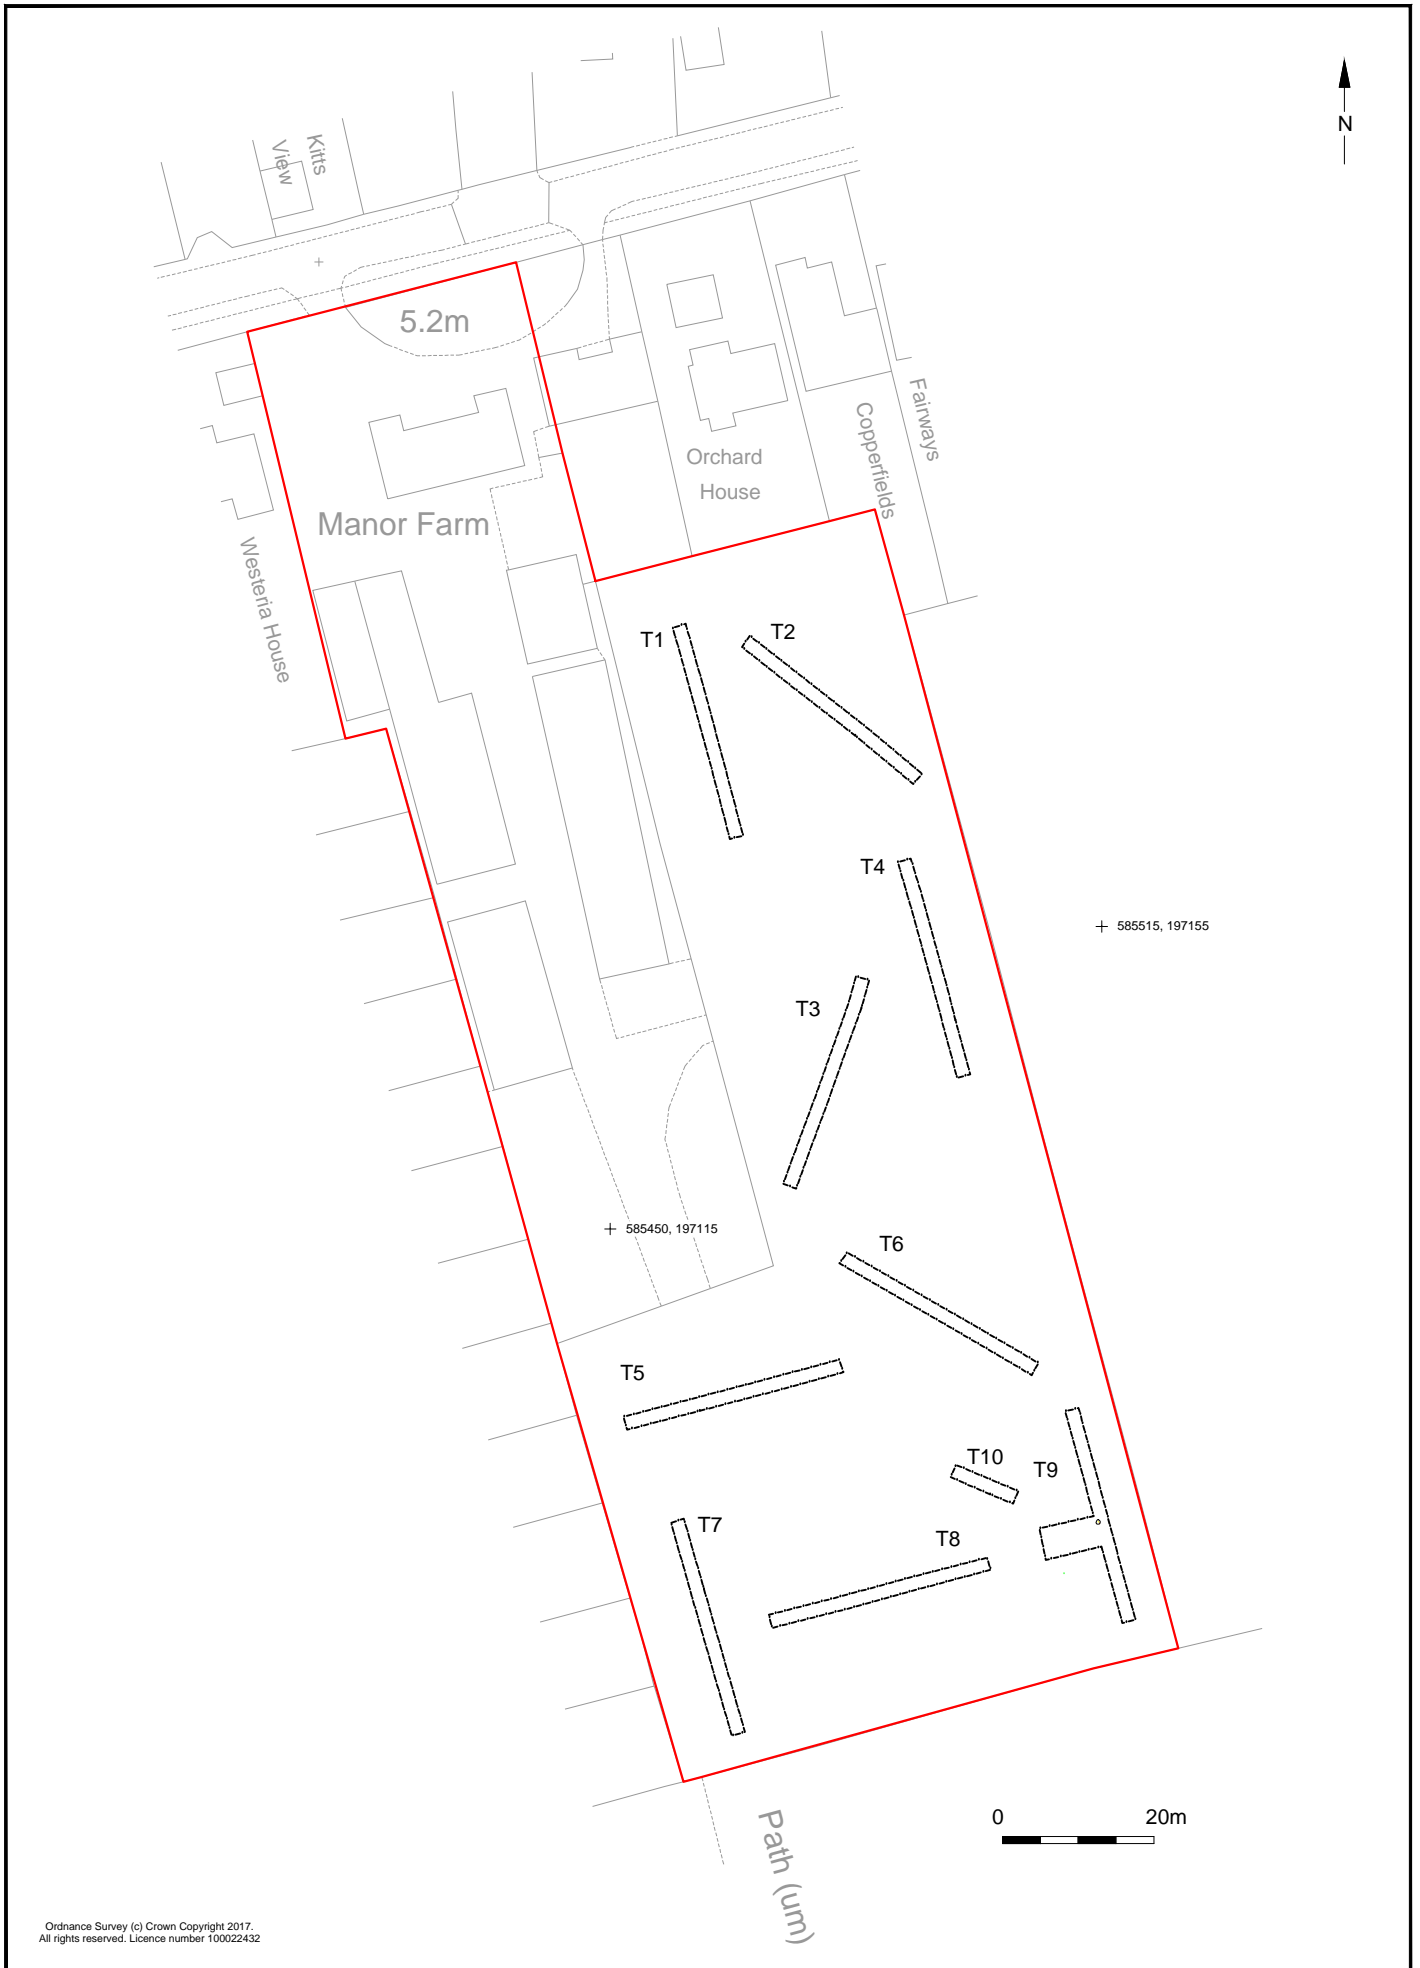 N
Kitts
View
5.2m
Orchard
House
Copperfields
Fairways
Manor Farm
Westeria House
T1
T2
T4
585515, 197155
T3
585450, 197115
T6
T5
T10
T9
T7
T8
0 20m
Path (um)
Ordnance Survey (c) Crown Copyright 2017.
All rights reserved. Licence number 100022432